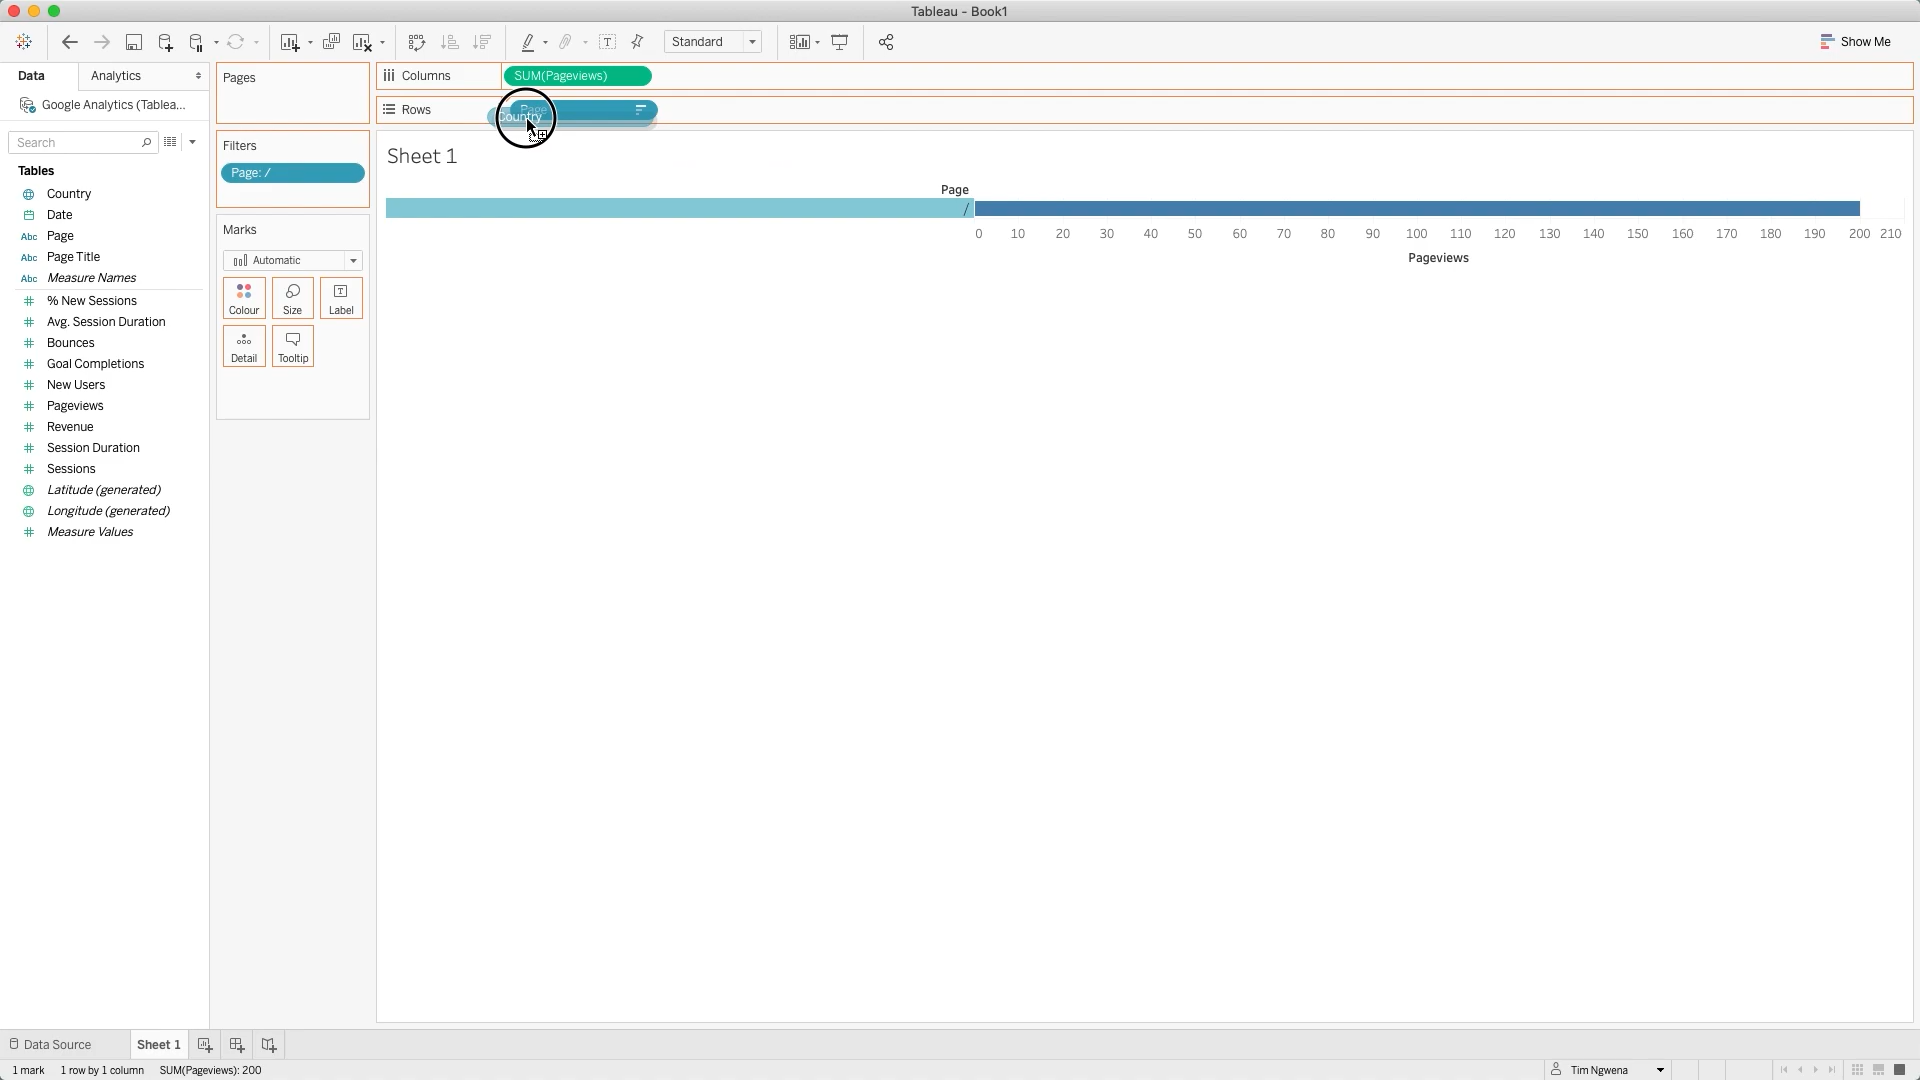 Tableau - Book1
Standard
Show Me
Data
Analytics
Google Analytics (Tablea...
Search
Tables
Country
Date
Abc Page
Abc Page Title
Abc Measure Names
% New Sessions
Avg. Session Duration
Bounces
Goal Completions
New Users
Pageviews
Revenue
Session Duration
Sessions
Latitude (generated)
Longitude (generated)
Measure Values
Pages
Filters
Page: /
Marks
Automatic
Colour
Size
Label
Detail
Tooltip
Columns
SUM(Pageviews)
Rows
Page
Country
Sheet 1
Page
/
0 10 20 30 40 50 60 70 80 90 100 110 120 130 140 150 160 170 180 190 200 210
Pageviews
Data Source
Sheet 1
1 mark
1 row by 1 column
SUM(Pageviews): 200
Tim Ngwena